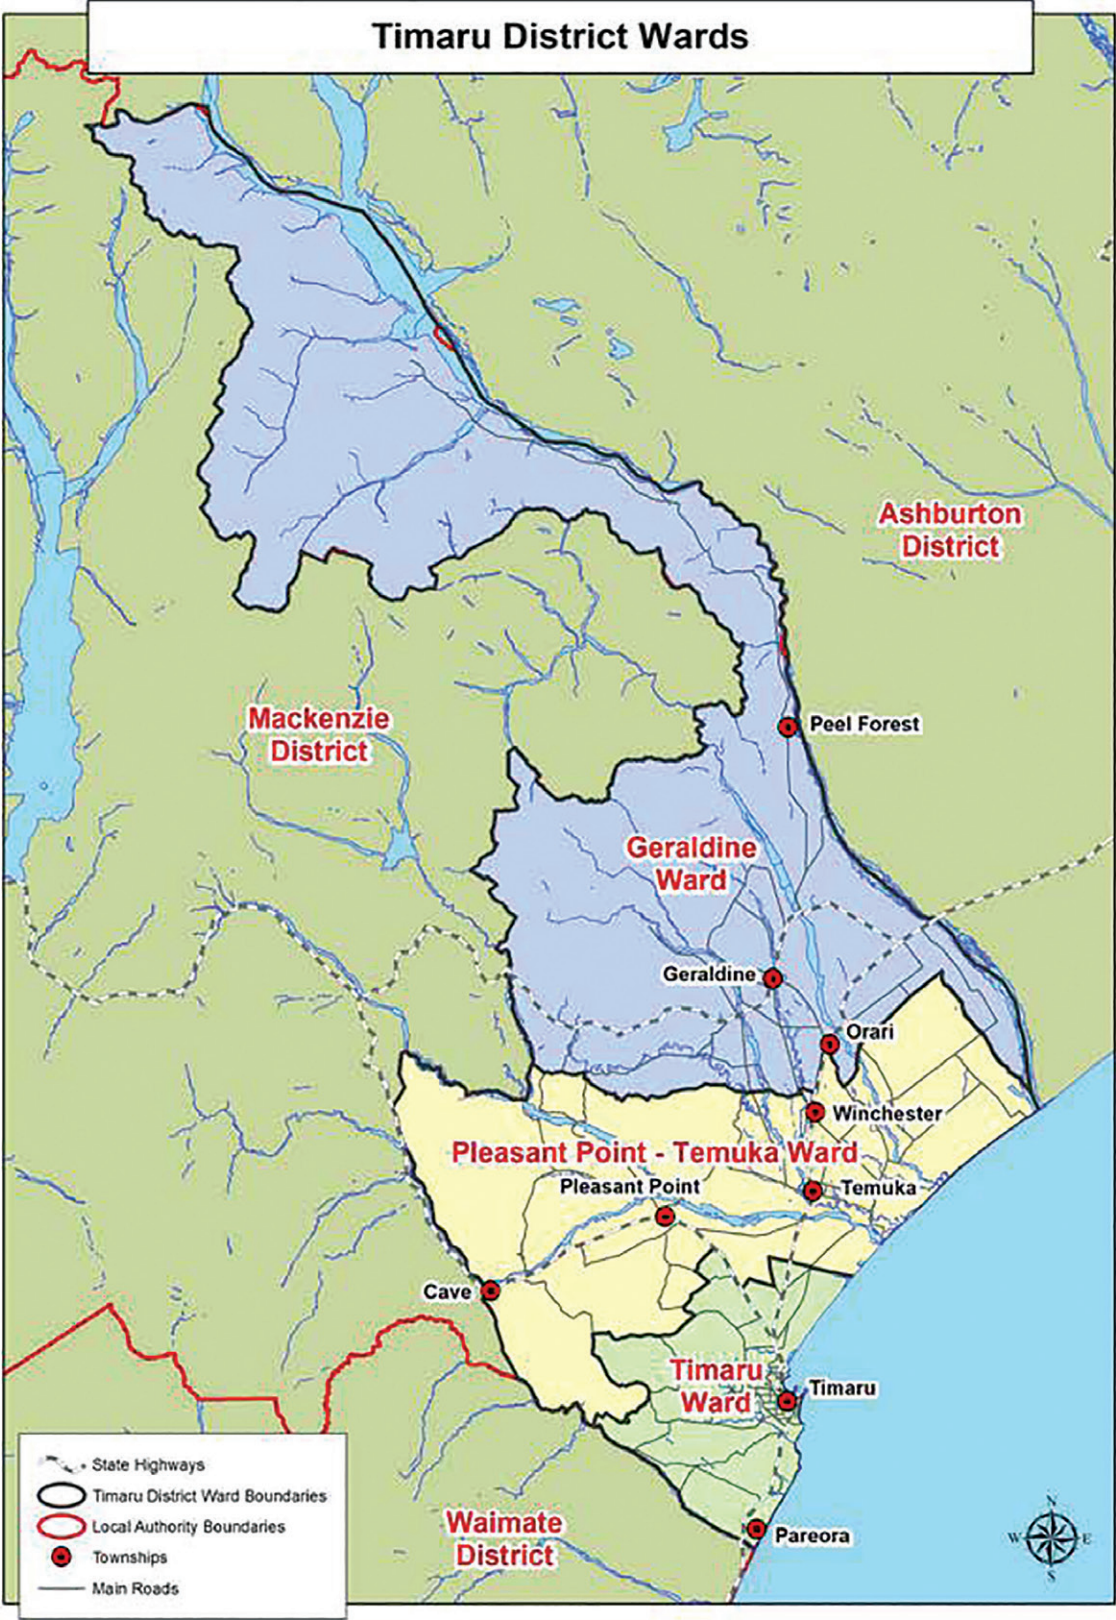 Timaru District Wards
Ashburton
District
Mackenzie
District
Peel Forest
Geraldine
Ward
Geraldine
Orari
Winchester
Pleasant Point - Temuka Ward
Pleasant Point
Temuka
Cave
Timaru
Ward
Timaru
Waimate
District
Pareora
State Highways
Timaru District Ward Boundaries
Local Authority Boundaries
Townships
Main Roads
N
W
E
S